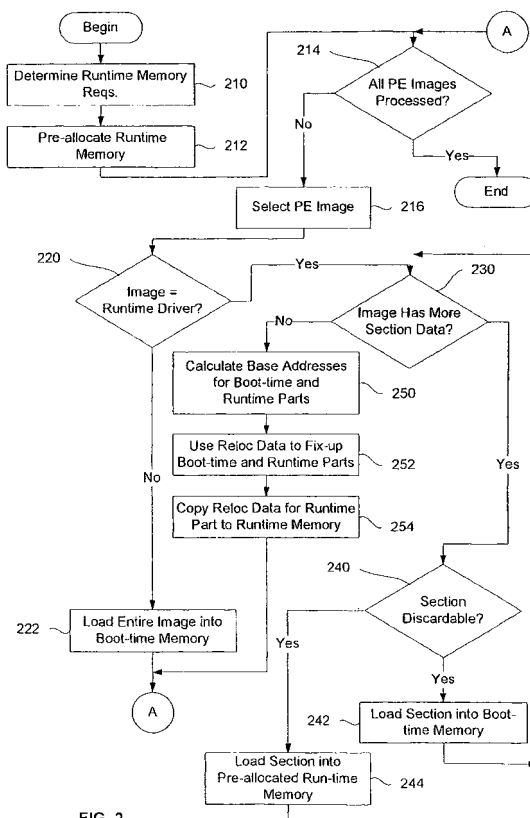 Begin
A
214
Determine Runtime Memory
Reqs.
210
All PE Images
Processed?
Pre-allocate Runtime
Memory
212
No
Yes
End
Select PE Image
216
220
230
Yes
Image =
Runtime Driver?
Image Has More
Section Data?
No
Calculate Base Addresses
for Boot-time and
Runtime Parts
250
Use Reloc Data to Fix-up
Boot-time and Runtime Parts
252
Yes
No
Copy Reloc Data for Runtime
Part to Runtime Memory
254
240
Section
Discardable?
222
Load Entire Image into
Boot-time Memory
Yes
Yes
A
242
Load Section into Boot-
time Memory
Load Section into
Pre-allocated Run-time
Memory
244
FIG. 2